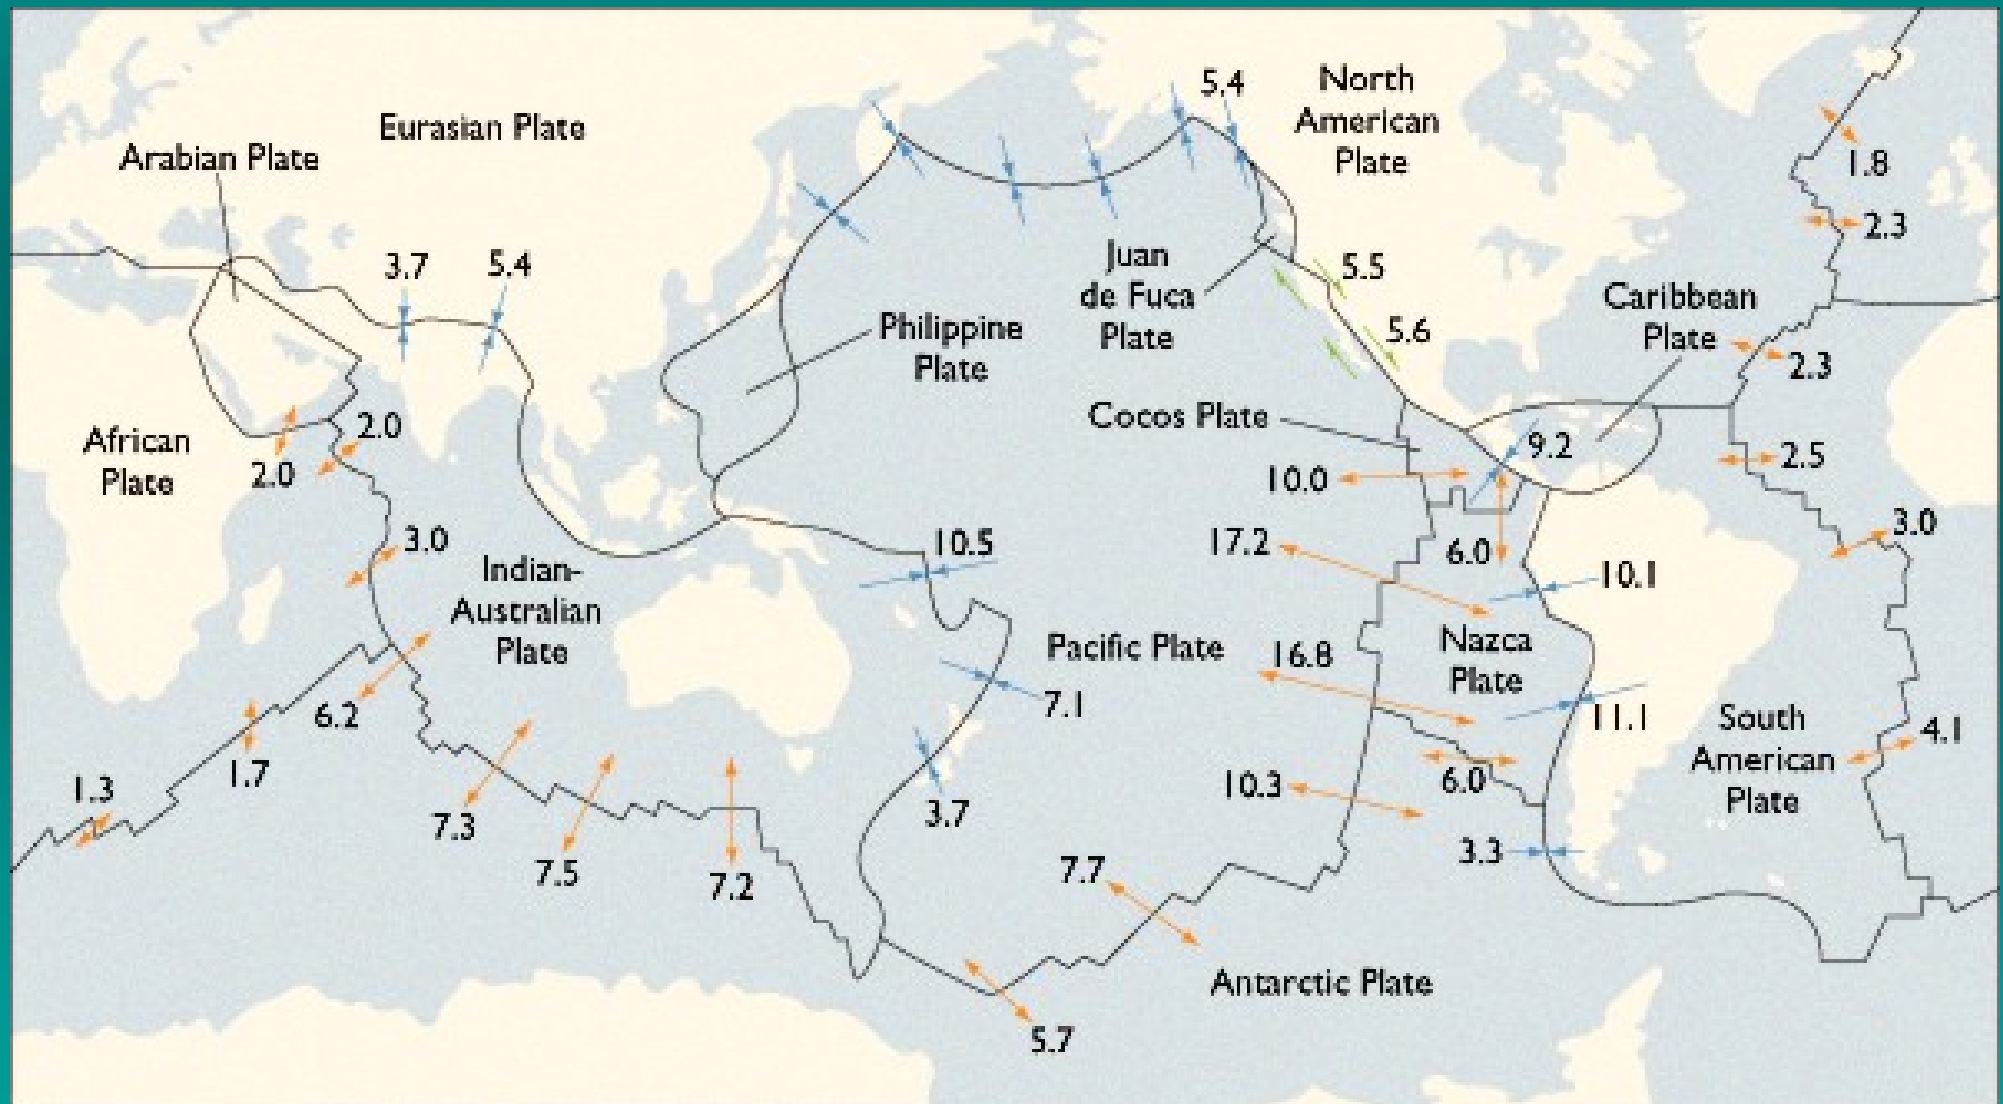 5.4
North
American
Plate
Eurasian Plate
Arabian Plate
1.8
2.3
3.7
5.4
Juan
de Fuca
Plate
5.5
Caribbean
Plate
Philippine
Plate
5.6
2.3
Cocos Plate
African
Plate
2.0
2.0
9.2
2.5
10.0
3.0
3.0
10.5
17.2
6.0
Indian-
Australian
Plate
10.1
Pacific Plate
16.8
Nazca
Plate
6.2
7.1
11.1
South
American
Plate
4.1
1.7
1.3
10.3
6.0
7.3
3.7
3.3
7.5
7.2
7.7
Antarctic Plate
5.7